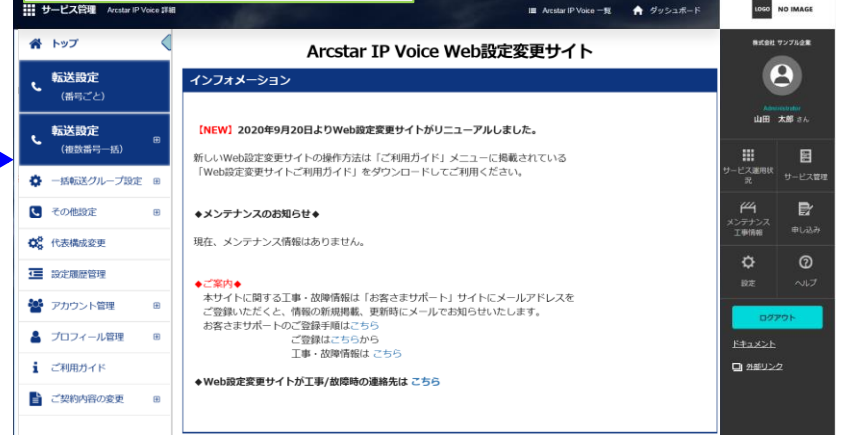 サービス管理 Arcstar IP Voice 詳細
Arcstar IP Voice 一覧
ダッシュボード
LOGO NO IMAGE
トップ
転送設定
(番号ごと)
転送設定
(複数番号一括)
一括転送グループ設定
その他設定
代表構成変更
設定履歴管理
アカウント管理
プロフィール管理
ご利用ガイド
ご契約内容の変更
Arcstar IP Voice Web設定変更サイト
インフォメーション
【NEW】2020年9月20日よりWeb設定変更サイトがリニューアルしました。
新しいWeb設定変更サイトの操作方法は「ご利用ガイド」メニューに掲載されている
「Web設定変更サイトご利用ガイド」をダウンロードしてご利用ください。
◆メンテナンスのお知らせ◆
現在、メンテナンス情報はありません。
◆ご案内◆
本サイトに関する工事・故障情報は「お客さまサポート」サイトにメールアドレスを
ご登録いただくと、情報の新規掲載、更新時にメールでお知らせいたします。
お客さまサポートのご登録手順はこちら
ご登録はこちらから
工事・故障情報は こちら
◆Web設定変更サイトが工事/故障時の連絡先は こちら
株式会社 サンプル企業
Administrator
山田 太郎 さん
サービス運用状
況
サービス管理
メンテナンス
工事情報
申し込み
設定
ヘルプ
ログアウト
ドキュメント
外部リンク